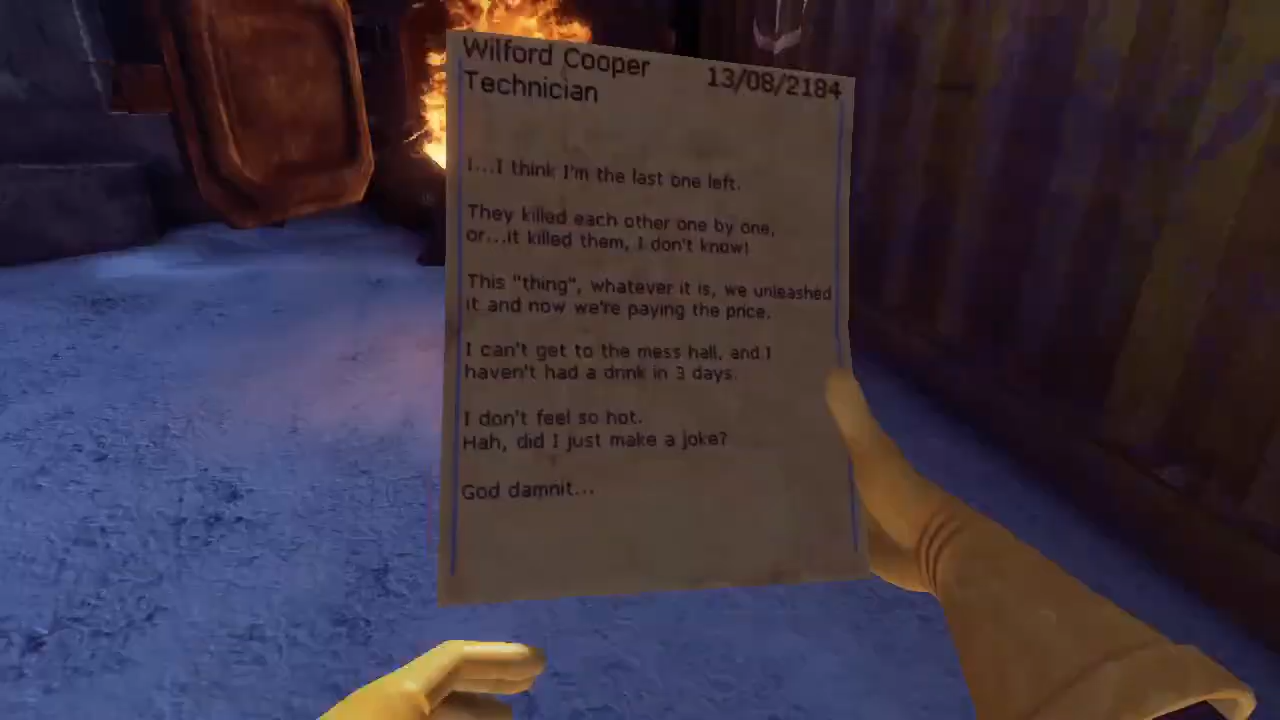 Wilford Cooper
13/08/2184
Technician
I...I think I'm the last one left.
They killed each other one by one,
or...it killed them, I don't know!
This "thing", whatever it is, we unleashed
it and now we're paying the price.
I can't get to the mess hall, and I
haven't had a drink in 3 days.
I don't feel so hot.
Hah, did I just make a joke?
God damnit...